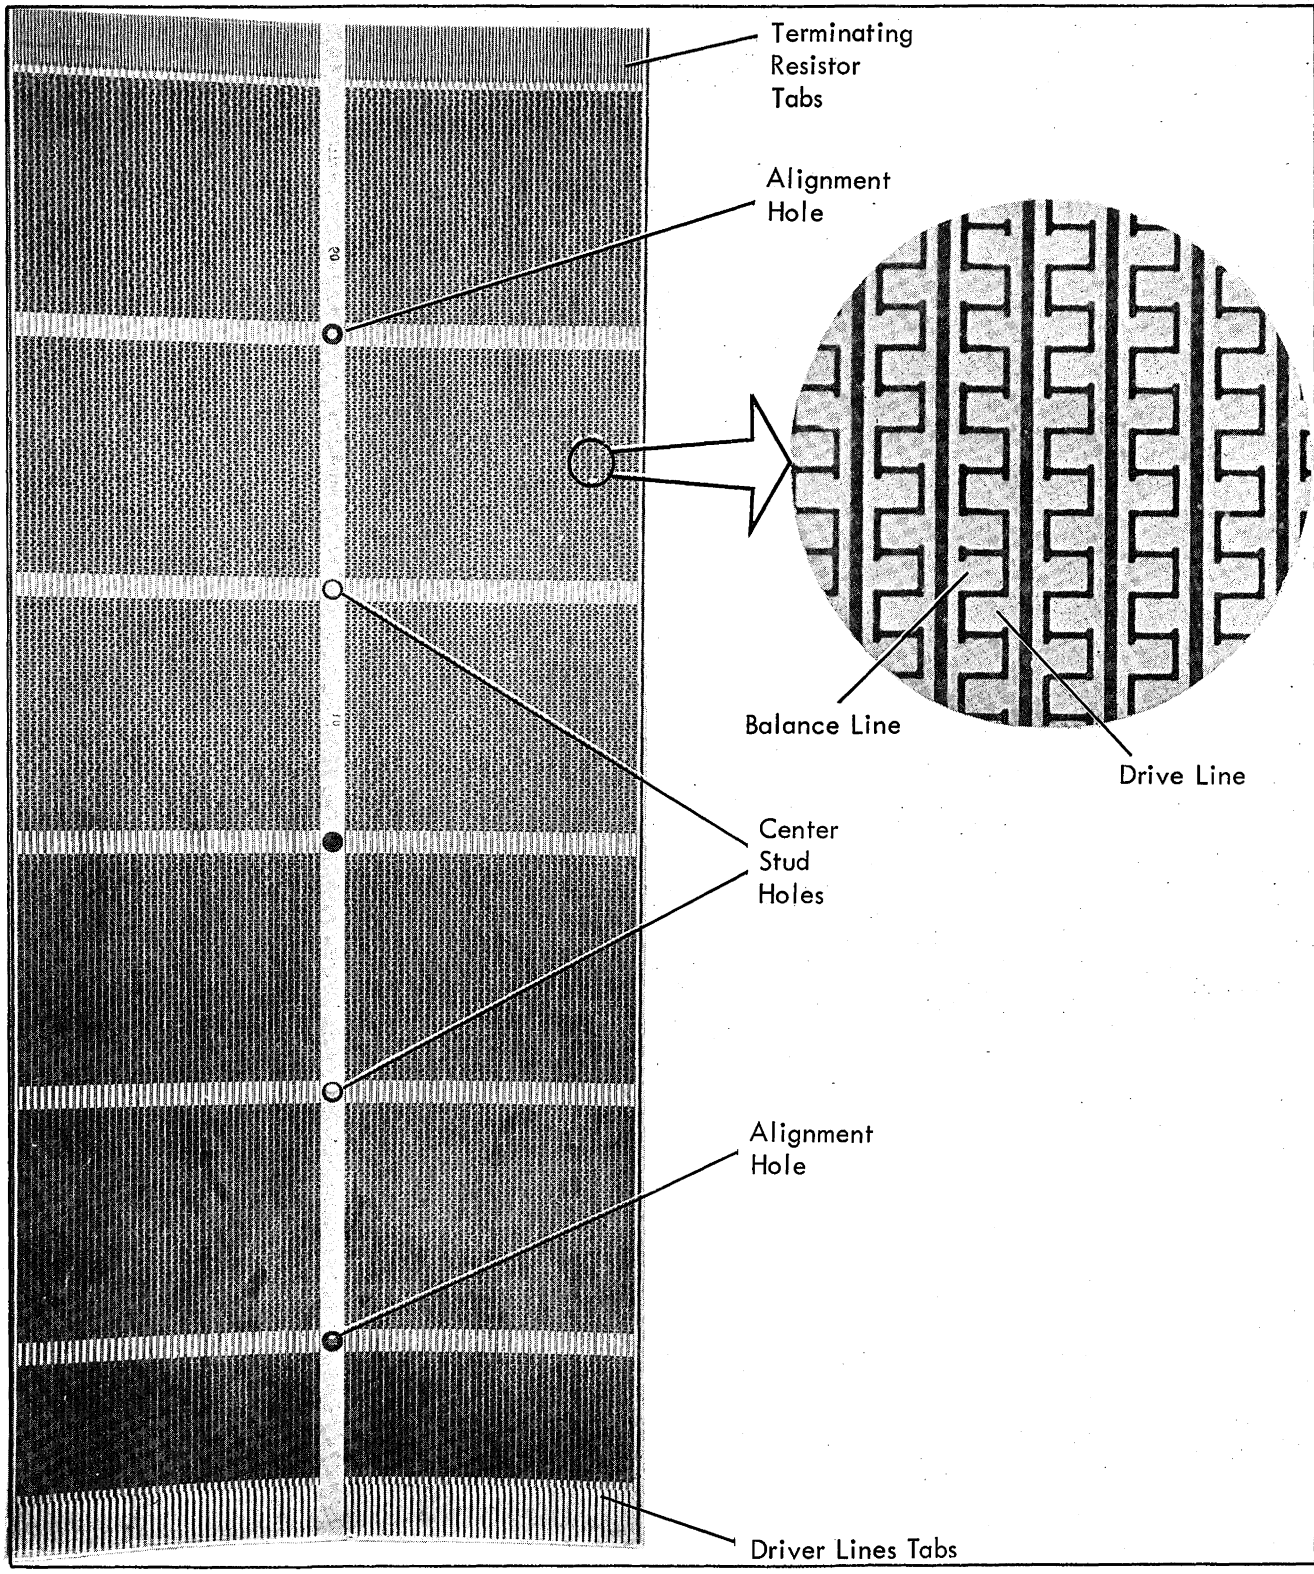 Terminating
Resistor
Tabs
Alignment
Hole
Balance Line
Drive Line
Center
Stud
Holes
Alignment
Hole
Driver Lines Tabs